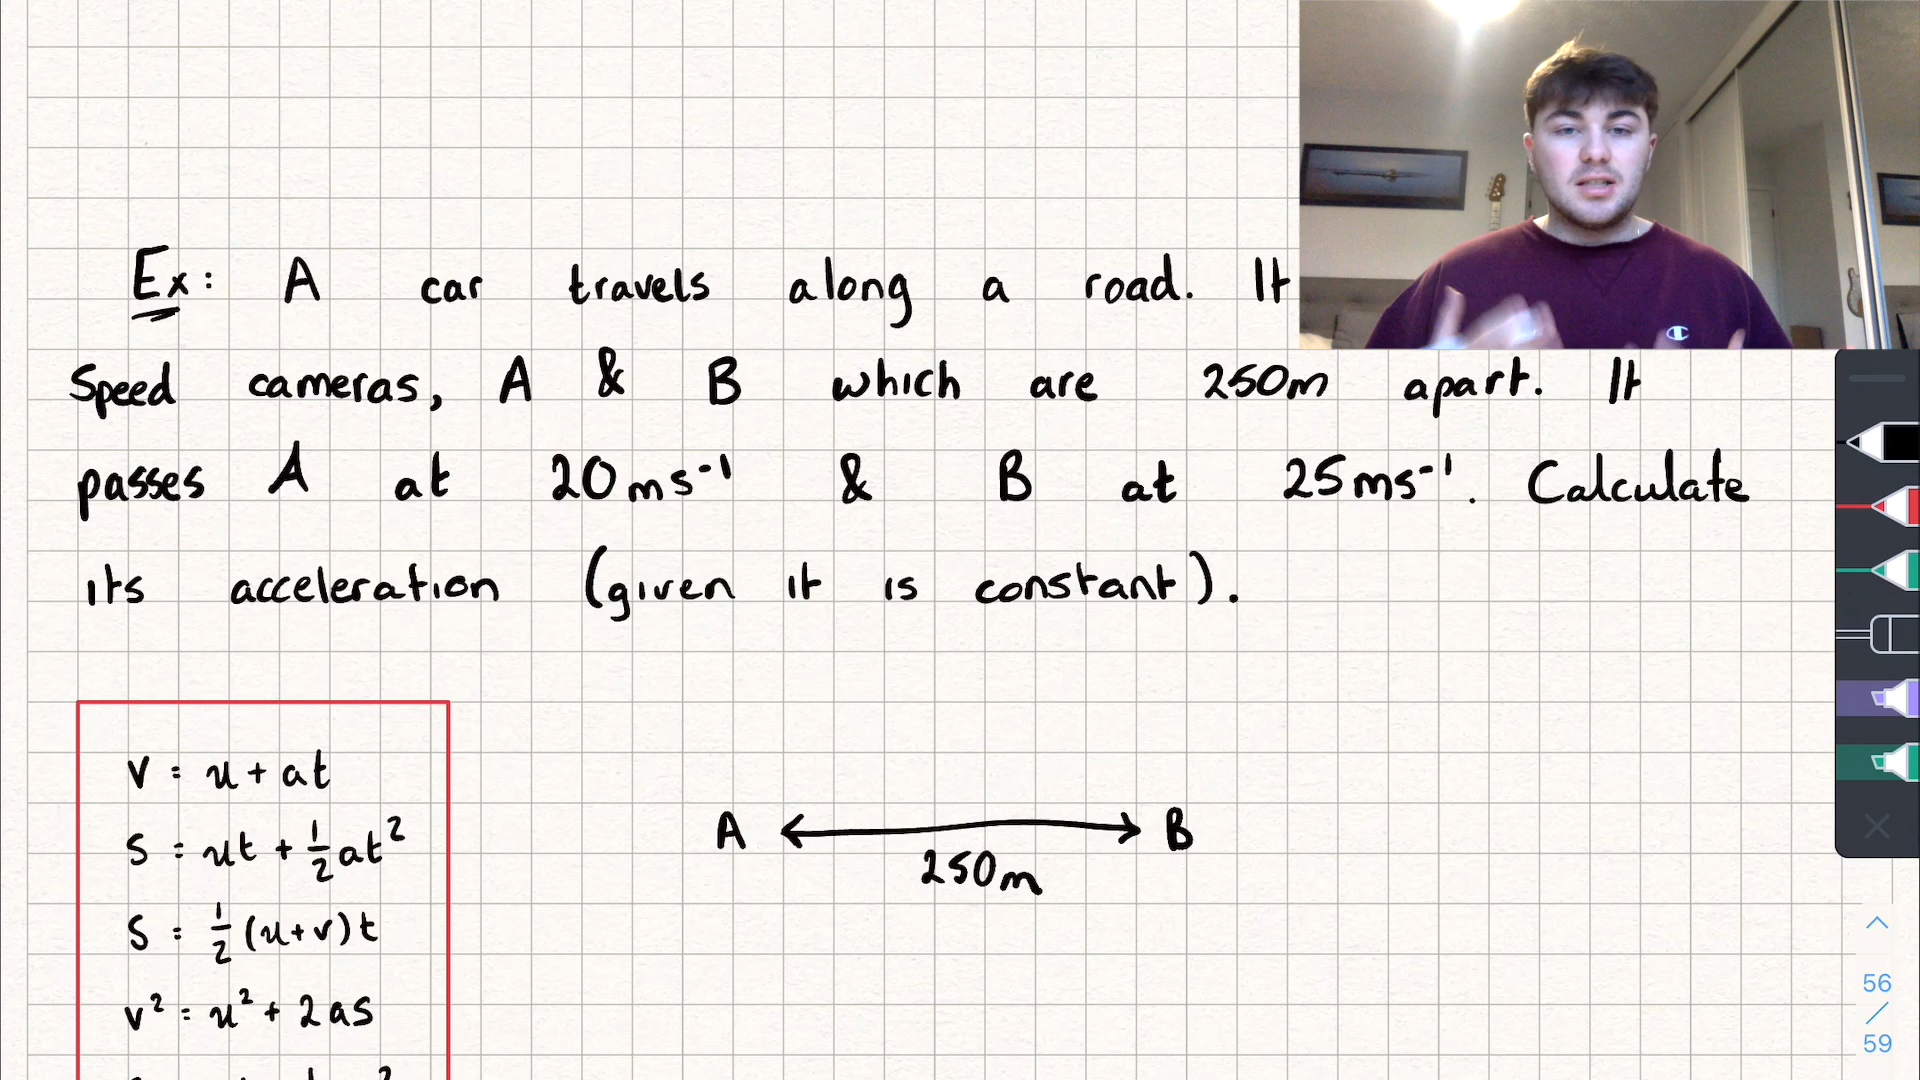 Ex: A car travels along a road. It
Speed cameras, A & B which are 250m apart. It
passes A at 20ms⁻¹ & B at 25ms⁻¹. Calculate
its acceleration (given it is constant).
v = u + at
s = ut + ½at²
s = ½(u+v)t
v² = u² + 2as
A B
250m
56
/
59